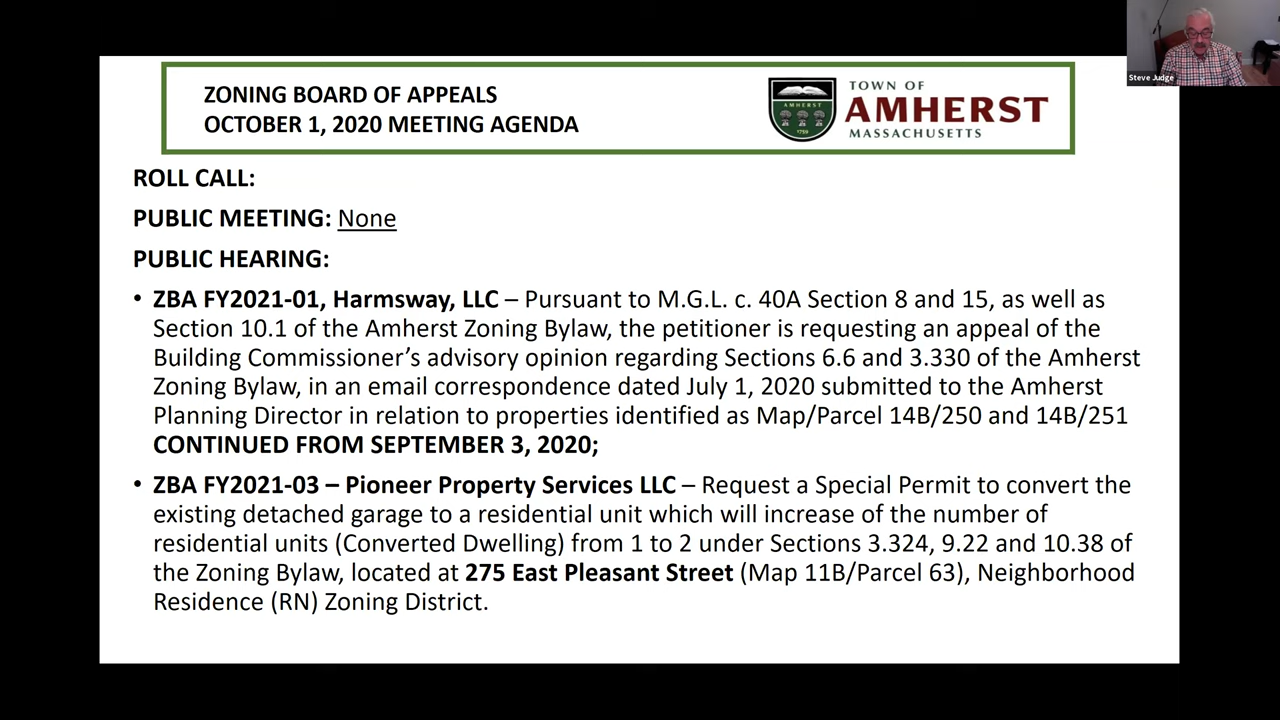 Steve Judge
ZONING BOARD OF APPEALS
OCTOBER 1, 2020 MEETING AGENDA
AMHERST
1759
TOWN OF
AMHERST
MASSACHUSETTS
ROLL CALL:
PUBLIC MEETING: None
PUBLIC HEARING:
• ZBA FY2021-01, Harmsway, LLC – Pursuant to M.G.L. c. 40A Section 8 and 15, as well as
Section 10.1 of the Amherst Zoning Bylaw, the petitioner is requesting an appeal of the
Building Commissioner’s advisory opinion regarding Sections 6.6 and 3.330 of the Amherst
Zoning Bylaw, in an email correspondence dated July 1, 2020 submitted to the Amherst
Planning Director in relation to properties identified as Map/Parcel 14B/250 and 14B/251
CONTINUED FROM SEPTEMBER 3, 2020;
• ZBA FY2021-03 – Pioneer Property Services LLC – Request a Special Permit to convert the
existing detached garage to a residential unit which will increase of the number of
residential units (Converted Dwelling) from 1 to 2 under Sections 3.324, 9.22 and 10.38 of
the Zoning Bylaw, located at 275 East Pleasant Street (Map 11B/Parcel 63), Neighborhood
Residence (RN) Zoning District.